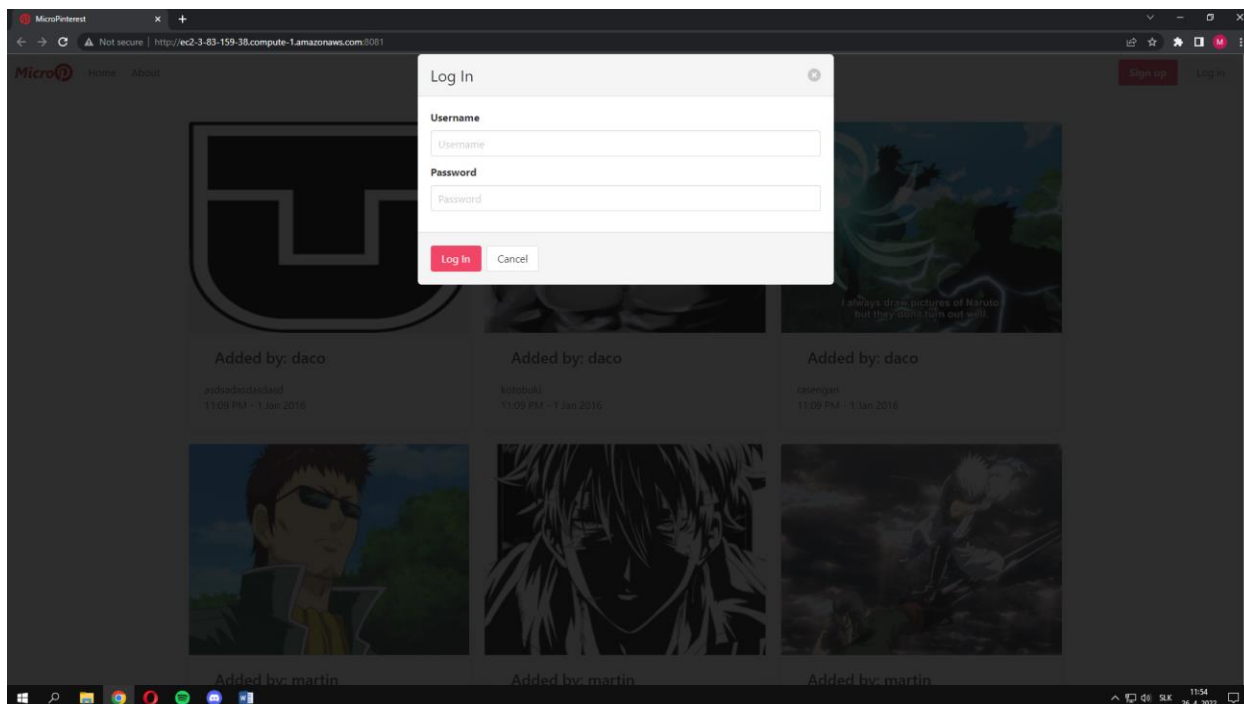 MicroPinterest
Not secure | http://ec2-3-83-159-38.compute-1.amazonaws.com:8081
M
Micro
Home About
Sign up
Log in
Log In
Username
Username
Password
Password
Log In Cancel
I always draw pictures of Naruto
but they don't turn out well.
Added by: daco
Added by: daco
Added by: daco
kotobuki
rasengan
11:09 PM - 1 Jan 2016
11:09 PM - 1 Jan 2016
11:09 PM - 1 Jan 2016
Added by: martin
Added by: martin
Added by: martin
SLK
11:54
26. 4. 2022